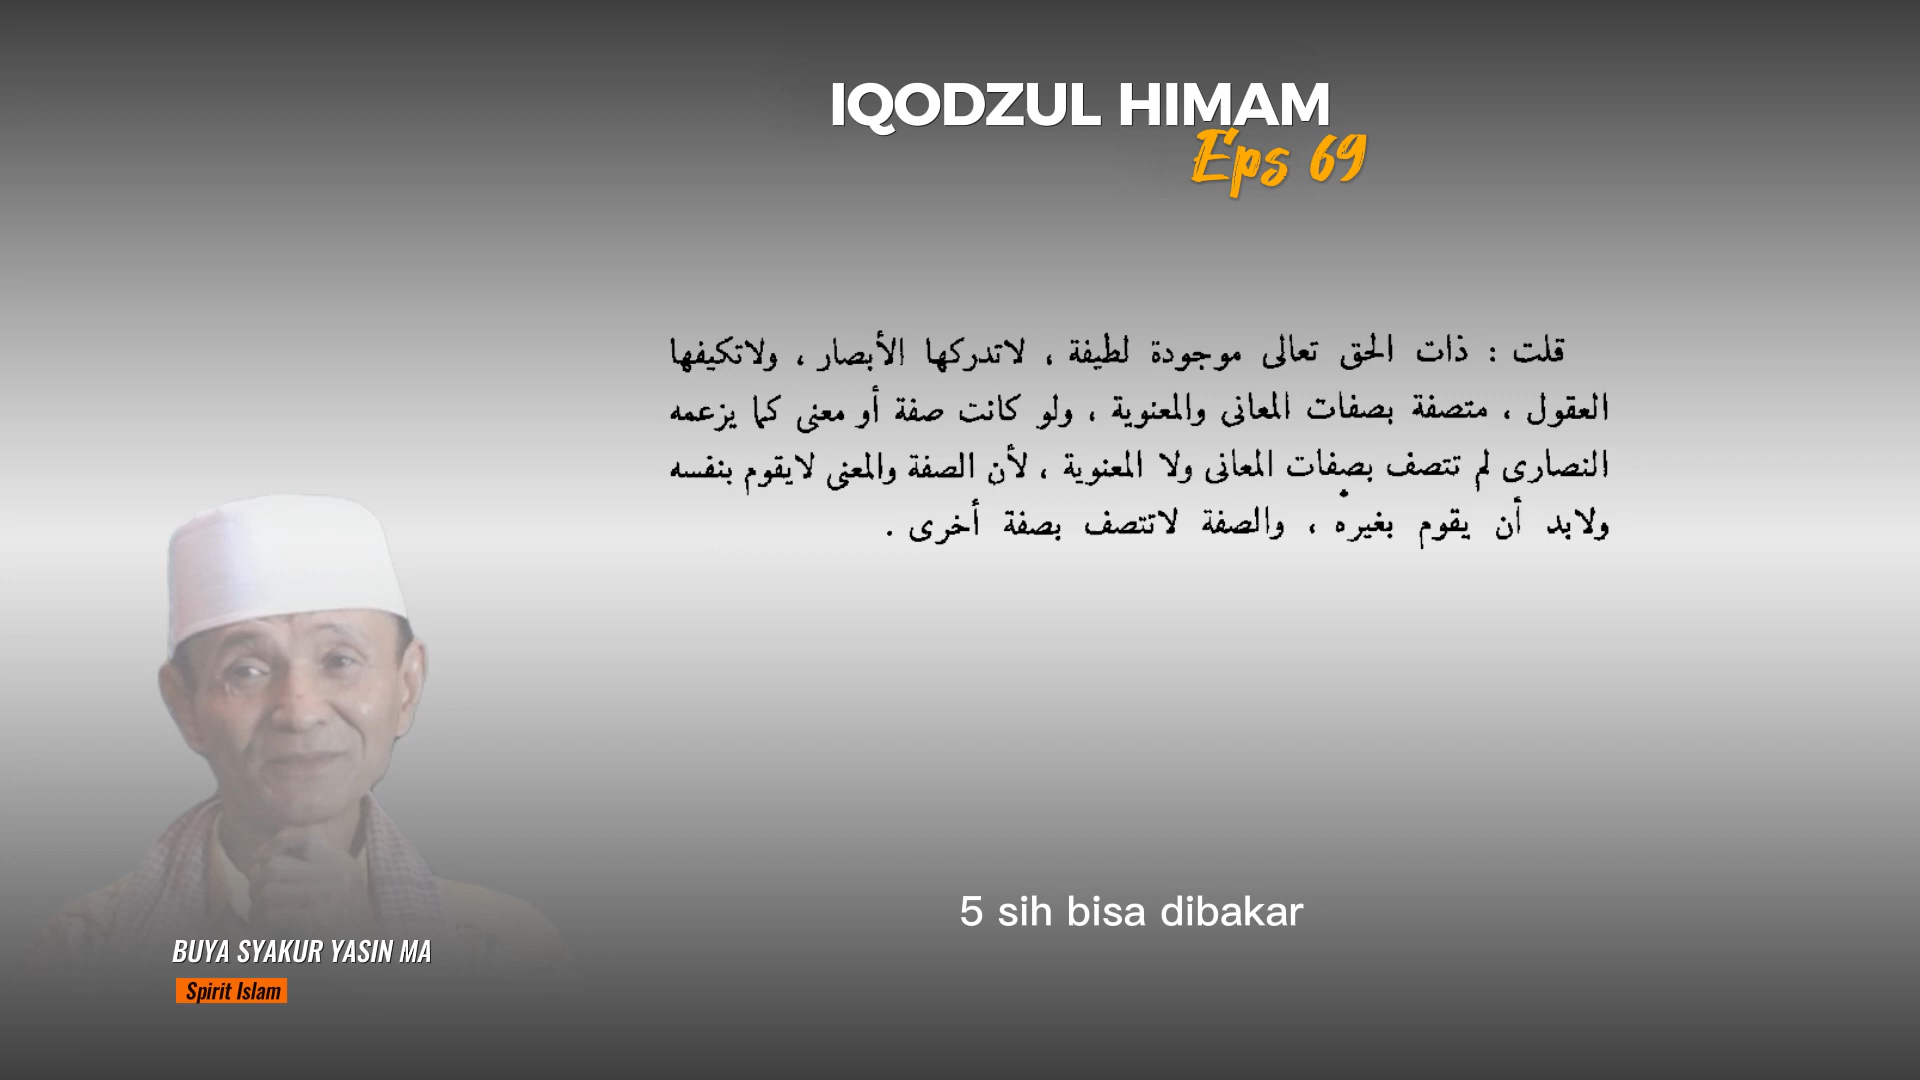 IQODZUL HIMAM
Eps 69
قلت : ذات الحق تعالى موجودة لطيفة ، لاتدركها الأبصار ، ولاتكيفها
العقول ، متصفة بصفات المعانى والمعنوية ، ولو كانت صفة أو معنى كما يزعمه
النصارى لم تتصف بصفات المعانى ولا المعنوية ، لأن الصفة والمعنى لايقوم بنفسه
ولابد أن يقوم بغيره ، والصفة لاتتصف بصفة أخرى .
5 sih bisa dibakar
BUYA SYAKUR YASIN MA
Spirit Islam